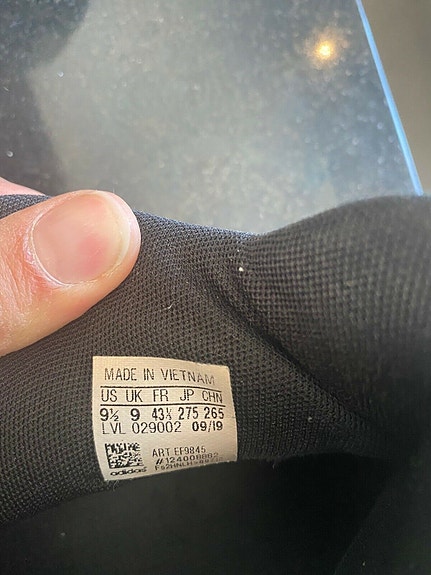 MADE IN VIETNAM
US UK FR JP CHN
9½ 9 43⅓ 275 265
LVL 029002 09/19
ART EF9845
adidas